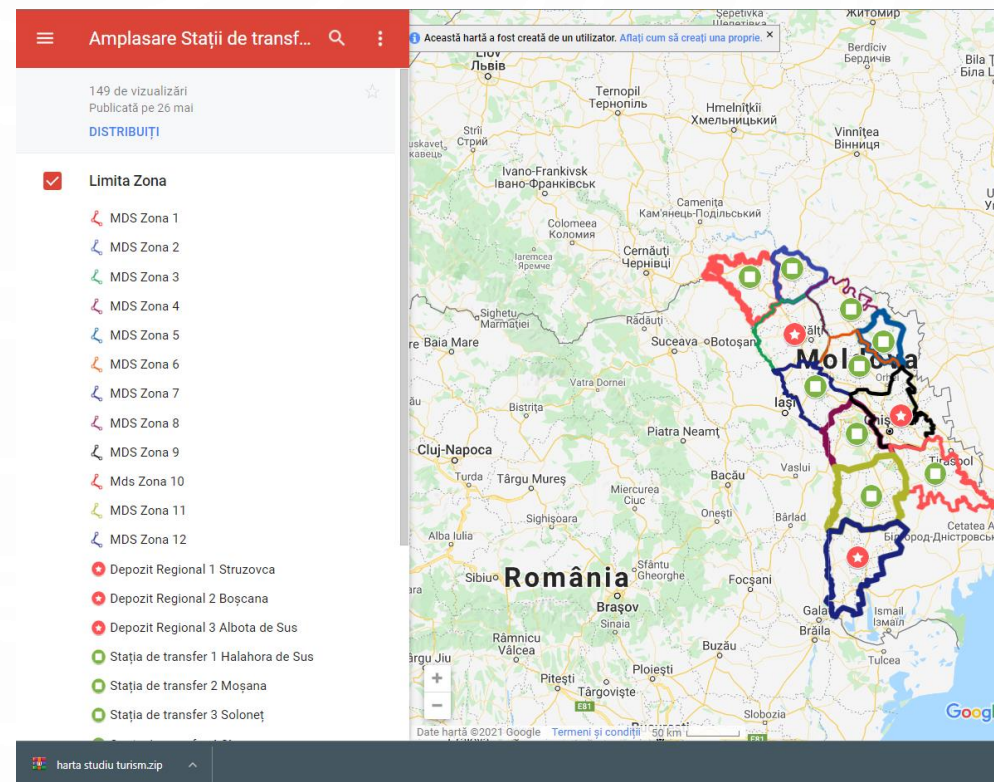 Amplasare Stații de transf...
149 de vizualizări
Publicată pe 26 mai
DISTRIBUIȚI
Limita Zona
MDS Zona 1
MDS Zona 2
MDS Zona 3
MDS Zona 4
MDS Zona 5
MDS Zona 6
MDS Zona 7
MDS Zona 8
MDS Zona 9
Mds Zona 10
MDS Zona 11
MDS Zona 12
Depozit Regional 1 Struzovca
Depozit Regional 2 Boșcana
Depozit Regional 3 Albota de Sus
Stația de transfer 1 Halahora de Sus
Stația de transfer 2 Moșana
Stația de transfer 3 Soloneț
Această hartă a fost creată de un utilizator. Aflați cum să creați una proprie.
Șepetivka
Житомир
Berdîciv
Бердичів
Bila
Біла
Львів
Ternopil
Тернопіль
Hmelnîțkîi
Хмельницький
Strîi
Стрий
Vinnîțea
Вінниця
Ivano-Frankivsk
Івано-Франківськ
Camenița
Кам'янець-Подільський
Colomeea
Коломия
Iaremcea
Яремче
Cernăuți
Чернівці
Sighetu
Marmației
Rădăuți
Baia Mare
Suceava
Botoșan
Moldova
Vatra Dornei
Bistrița
Iași
Piatra Neamț
Cluj-Napoca
Turda
Târgu Mureș
Bacău
Vaslui
Tiraspol
Miercurea
Ciuc
Sighișoara
Onești
Bârlad
Cetatea A
Alba Iulia
Sibiu
România
Sfântu
Gheorghe
Focșani
Brașov
Sinaia
Ismail
Ізмаїл
Brăila
Râmnicu
Vâlcea
Buzău
Tulcea
Pitești
Ploiești
Târgoviște
E81
Slobozia
Date hartă ©2021 Google
Termeni și condiții
50 km
E81
harta studiu turism.zip